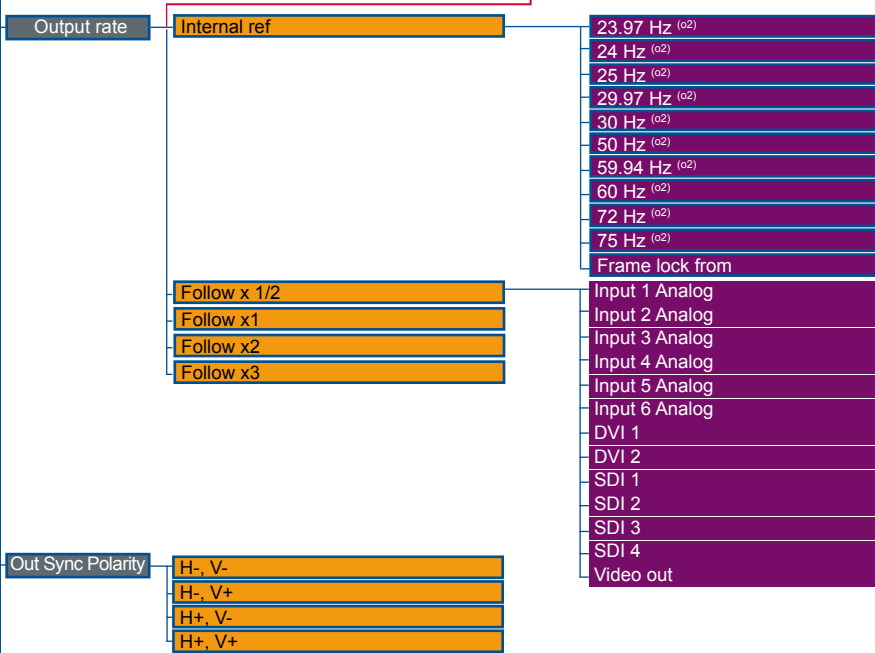 Output rate
Internal ref
23.97 Hz (o2)
24 Hz (o2)
25 Hz (o2)
29.97 Hz (o2)
30 Hz (o2)
50 Hz (o2)
59.94 Hz (o2)
60 Hz (o2)
72 Hz (o2)
75 Hz (o2)
Frame lock from
Follow x 1/2
Follow x1
Follow x2
Follow x3
Input 1 Analog
Input 2 Analog
Input 3 Analog
Input 4 Analog
Input 5 Analog
Input 6 Analog
DVI 1
DVI 2
SDI 1
SDI 2
SDI 3
SDI 4
Video out
Out Sync Polarity
H-, V-
H-, V+
H+, V-
H+, V+